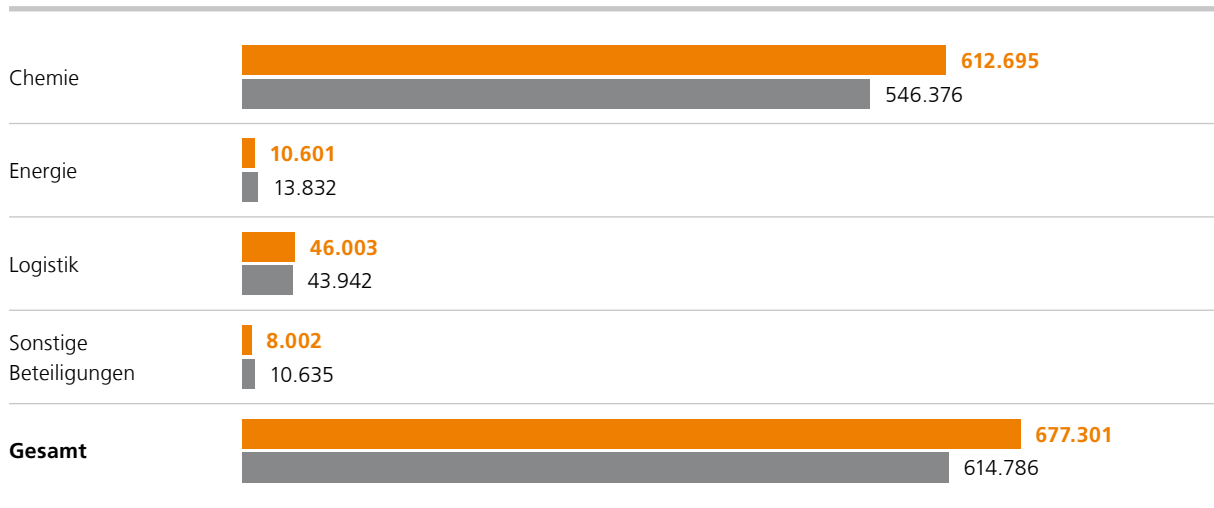 Chemie
612.695
546.376
Energie
10.601
13.832
Logistik
46.003
43.942
Sonstige
Beteiligungen
8.002
10.635
Gesamt
677.301
614.786